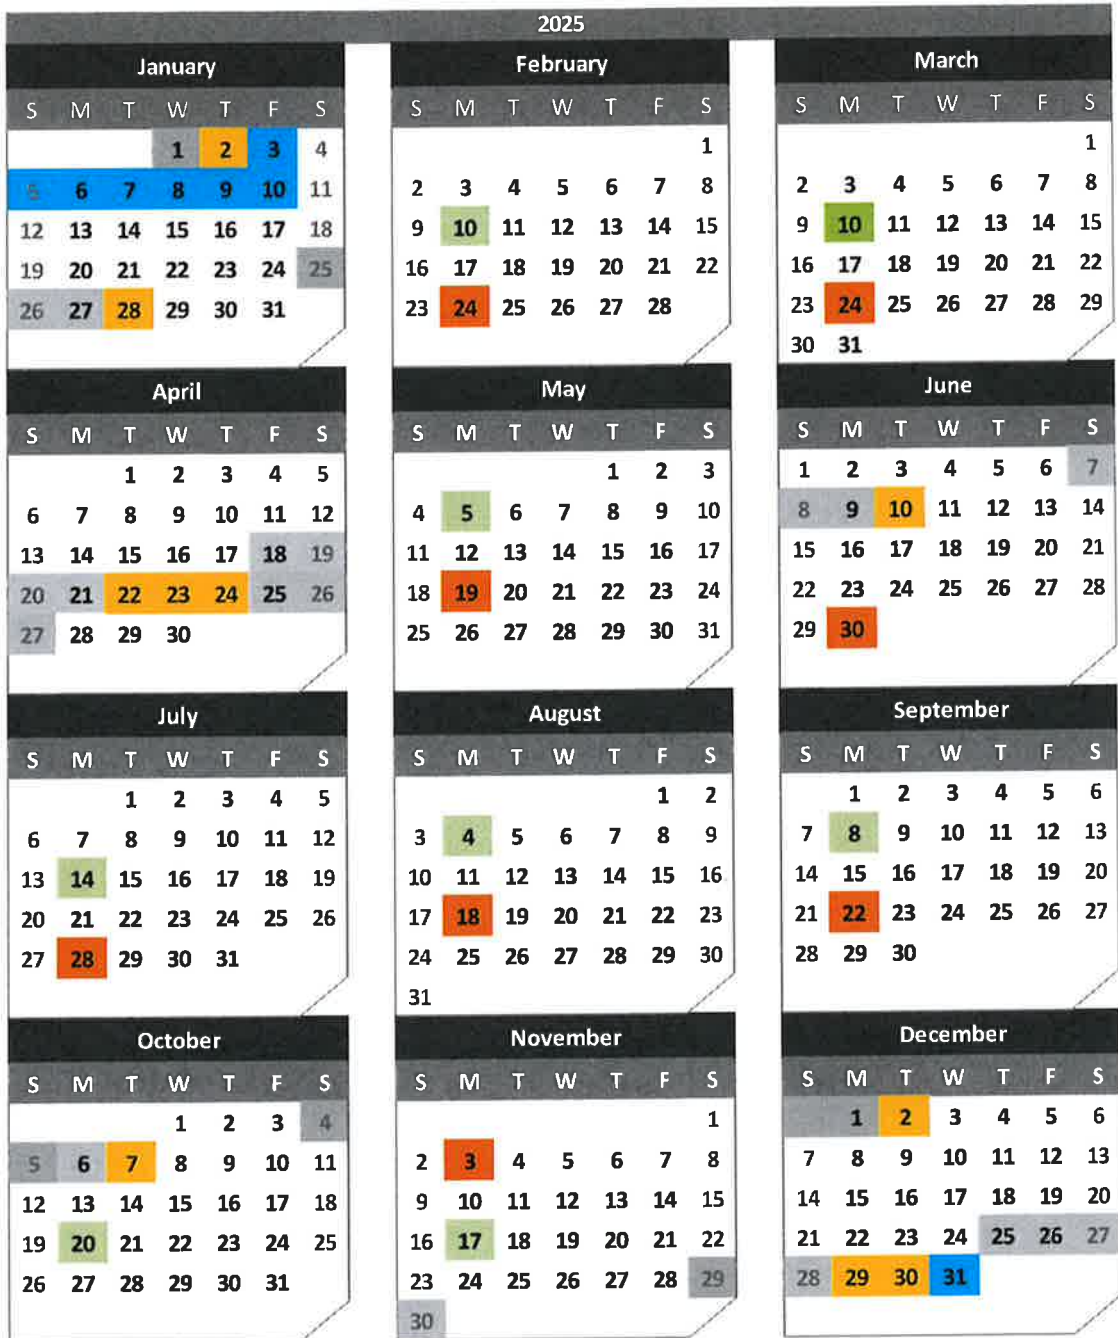 2025
January
S M T W T F S
1 2 3 4
5 6 7 8 9 10 11
12 13 14 15 16 17 18
19 20 21 22 23 24 25
26 27 28 29 30 31
February
S M T W T F S
1
2 3 4 5 6 7 8
9 10 11 12 13 14 15
16 17 18 19 20 21 22
23 24 25 26 27 28
March
S M T W T F S
1
2 3 4 5 6 7 8
9 10 11 12 13 14 15
16 17 18 19 20 21 22
23 24 25 26 27 28 29
30 31
April
S M T W T F S
1 2 3 4 5
6 7 8 9 10 11 12
13 14 15 16 17 18 19
20 21 22 23 24 25 26
27 28 29 30
May
S M T W T F S
1 2 3
4 5 6 7 8 9 10
11 12 13 14 15 16 17
18 19 20 21 22 23 24
25 26 27 28 29 30 31
June
S M T W T F S
1 2 3 4 5 6 7
8 9 10 11 12 13 14
15 16 17 18 19 20 21
22 23 24 25 26 27 28
29 30
July
S M T W T F S
1 2 3 4 5
6 7 8 9 10 11 12
13 14 15 16 17 18 19
20 21 22 23 24 25 26
27 28 29 30 31
August
S M T W T F S
1 2
3 4 5 6 7 8 9
10 11 12 13 14 15 16
17 18 19 20 21 22 23
24 25 26 27 28 29 30
31
September
S M T W T F S
1 2 3 4 5 6
7 8 9 10 11 12 13
14 15 16 17 18 19 20
21 22 23 24 25 26 27
28 29 30
October
S M T W T F S
1 2 3 4
5 6 7 8 9 10 11
12 13 14 15 16 17 18
19 20 21 22 23 24 25
26 27 28 29 30 31
November
S M T W T F S
1
2 3 4 5 6 7 8
9 10 11 12 13 14 15
16 17 18 19 20 21 22
23 24 25 26 27 28 29
30
December
S M T W T F S
1 2 3 4 5 6
7 8 9 10 11 12 13
14 15 16 17 18 19 20
21 22 23 24 25 26 27
28 29 30 31